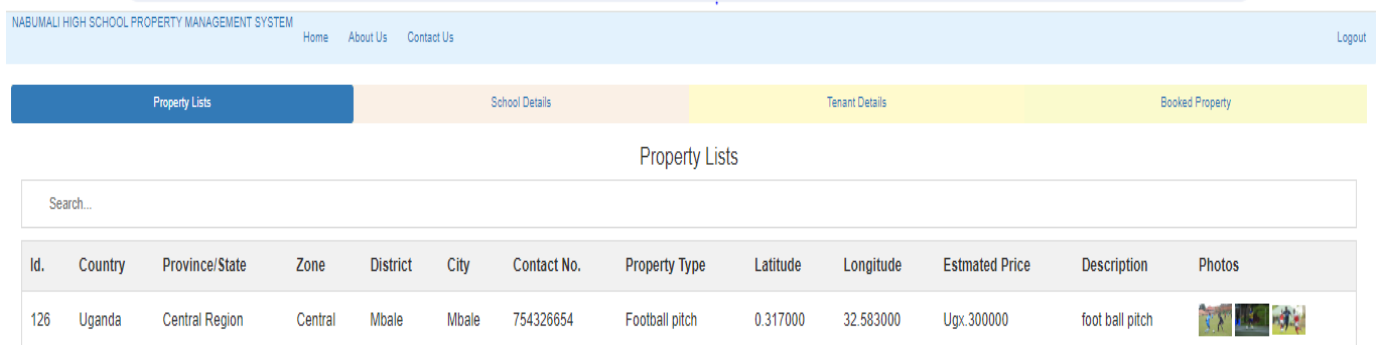 NABUMALI HIGH SCHOOL PROPERTY MANAGEMENT SYSTEM
Home About Us Contact Us Logout
Property Lists School Details Tenant Details Booked Property
Property Lists
Search...
Id. Country Province/State Zone District City Contact No. Property Type Latitude Longitude Estmated Price Description Photos
126 Uganda Central Region Central Mbale Mbale 754326654 Football pitch 0.317000 32.583000 Ugx.300000 foot ball pitch